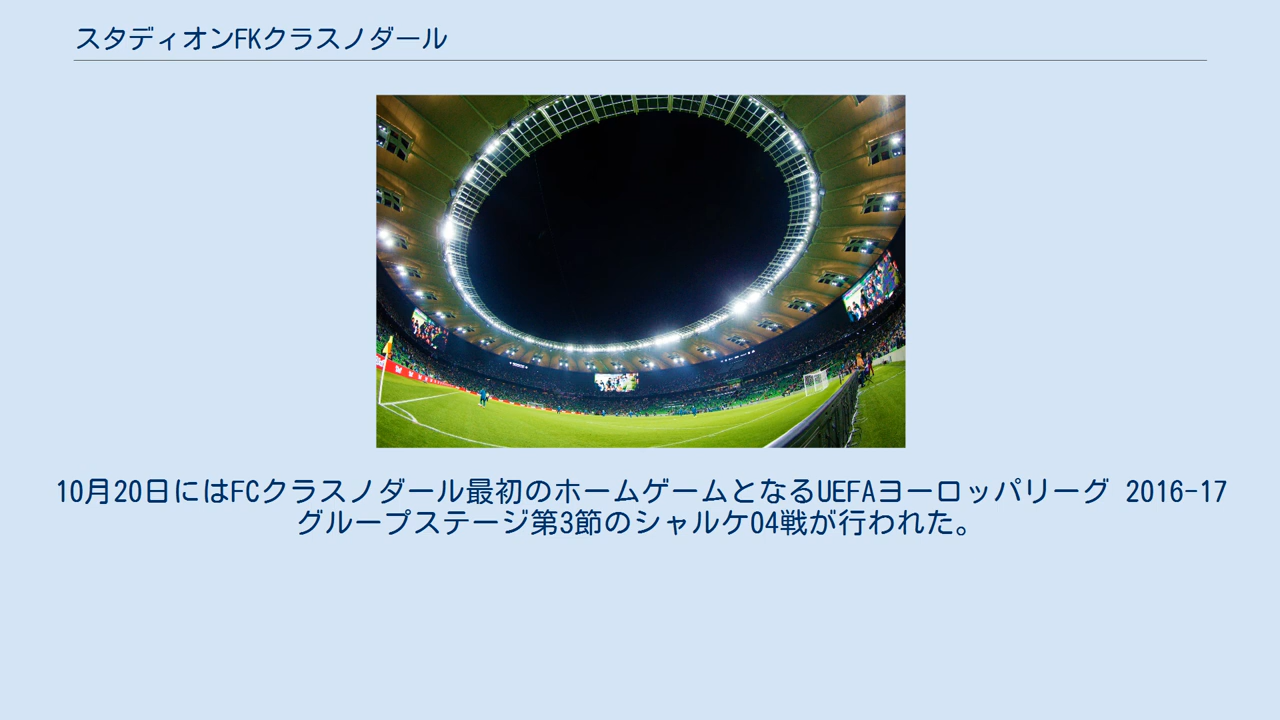 スタディオンFKクラスノダール
10月20日にはFCクラスノダール最初のホームゲームとなるUEFAヨーロッパリーグ 2016-17
グループステージ第3節のシャルケ04戦が行われた。